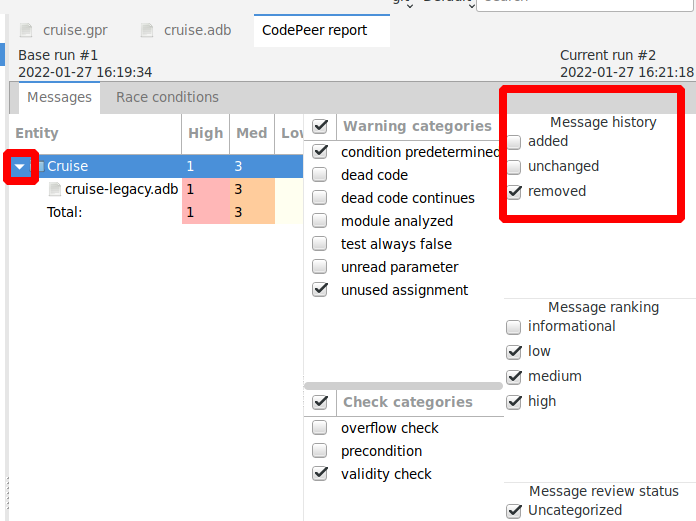 cruise.gpr cruise.adb CodePeer report
Base run #1 Current run #2
2022-01-27 16:19:34 2022-01-27 16:21:18
Messages Race conditions
Entity High Med
Cruise 1 3
cruise-legacy.adb 1 3
Total: 1 3
Warning categories
condition predetermined
dead code
dead code continues
module analyzed
test always false
unread parameter
unused assignment
Check categories
overflow check
precondition
validity check
Message history
added
unchanged
removed
Message ranking
informational
low
medium
high
Message review status
Uncategorized